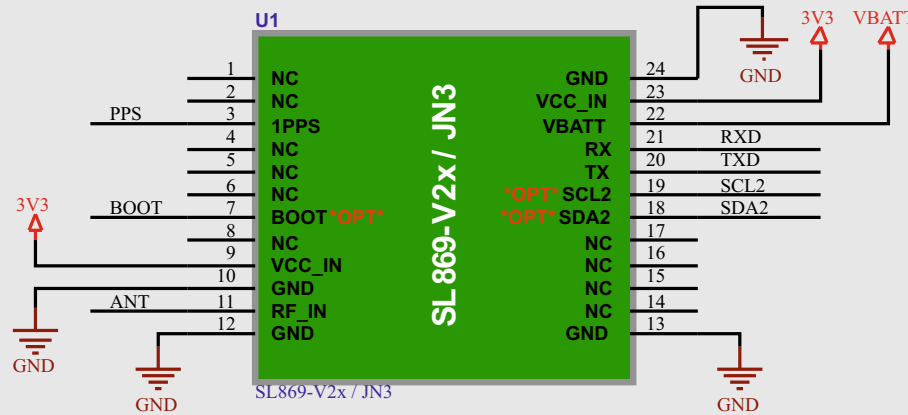 U1
3V3
VBATT
GND
1 NC
2 NC
PPS 3 1PPS
4 NC
5 NC
6 NC
BOOT 7 BOOT *OPT*
3V3
8 NC
9 VCC_IN
10 GND
ANT 11 RF_IN
12 GND
GND
GND
SL869-V2x / JN3
GND 24
VCC_IN 23
VBATT 22
RX 21 RXD
TX 20 TXD
*OPT* SCL2 19 SCL2
*OPT* SDA2 18 SDA2
NC 17
NC 16
NC 15
NC 14
GND 13
GND
SL869-V2x / JN3